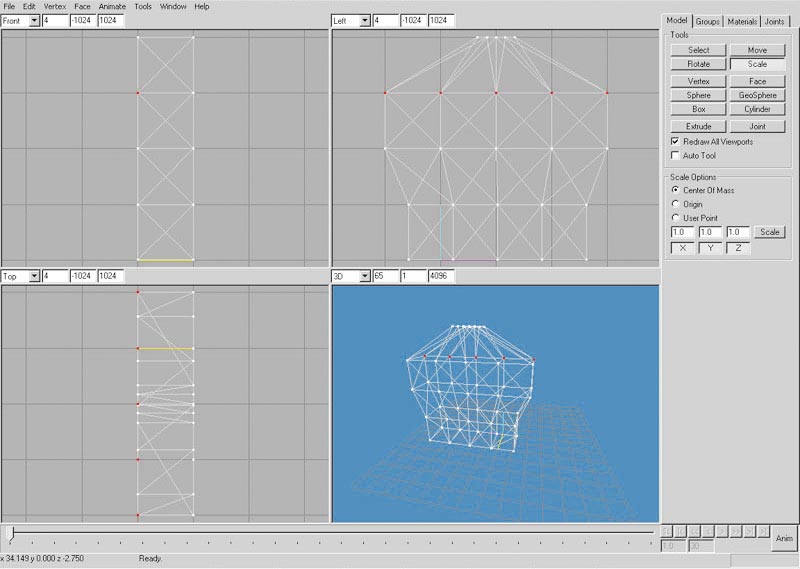 File Edit Vertex Face Animate Tools Window Help
Front 4 -1024 1024 Left 4 -1024 1024
Model Groups Materials Joints
Tools
Select Move
Rotate Scale
Vertex Face
Sphere GeoSphere
Box Cylinder
Extrude Joint
Redraw All Viewports
Auto Tool
Scale Options
Center Of Mass
Origin
User Point
1.0 1.0 1.0 Scale
X Y Z
Top 4 -1024 1024 3D 65 1 4096
Anim
1.0 30
x 34.149 y 0.000 z -2.750 Ready.